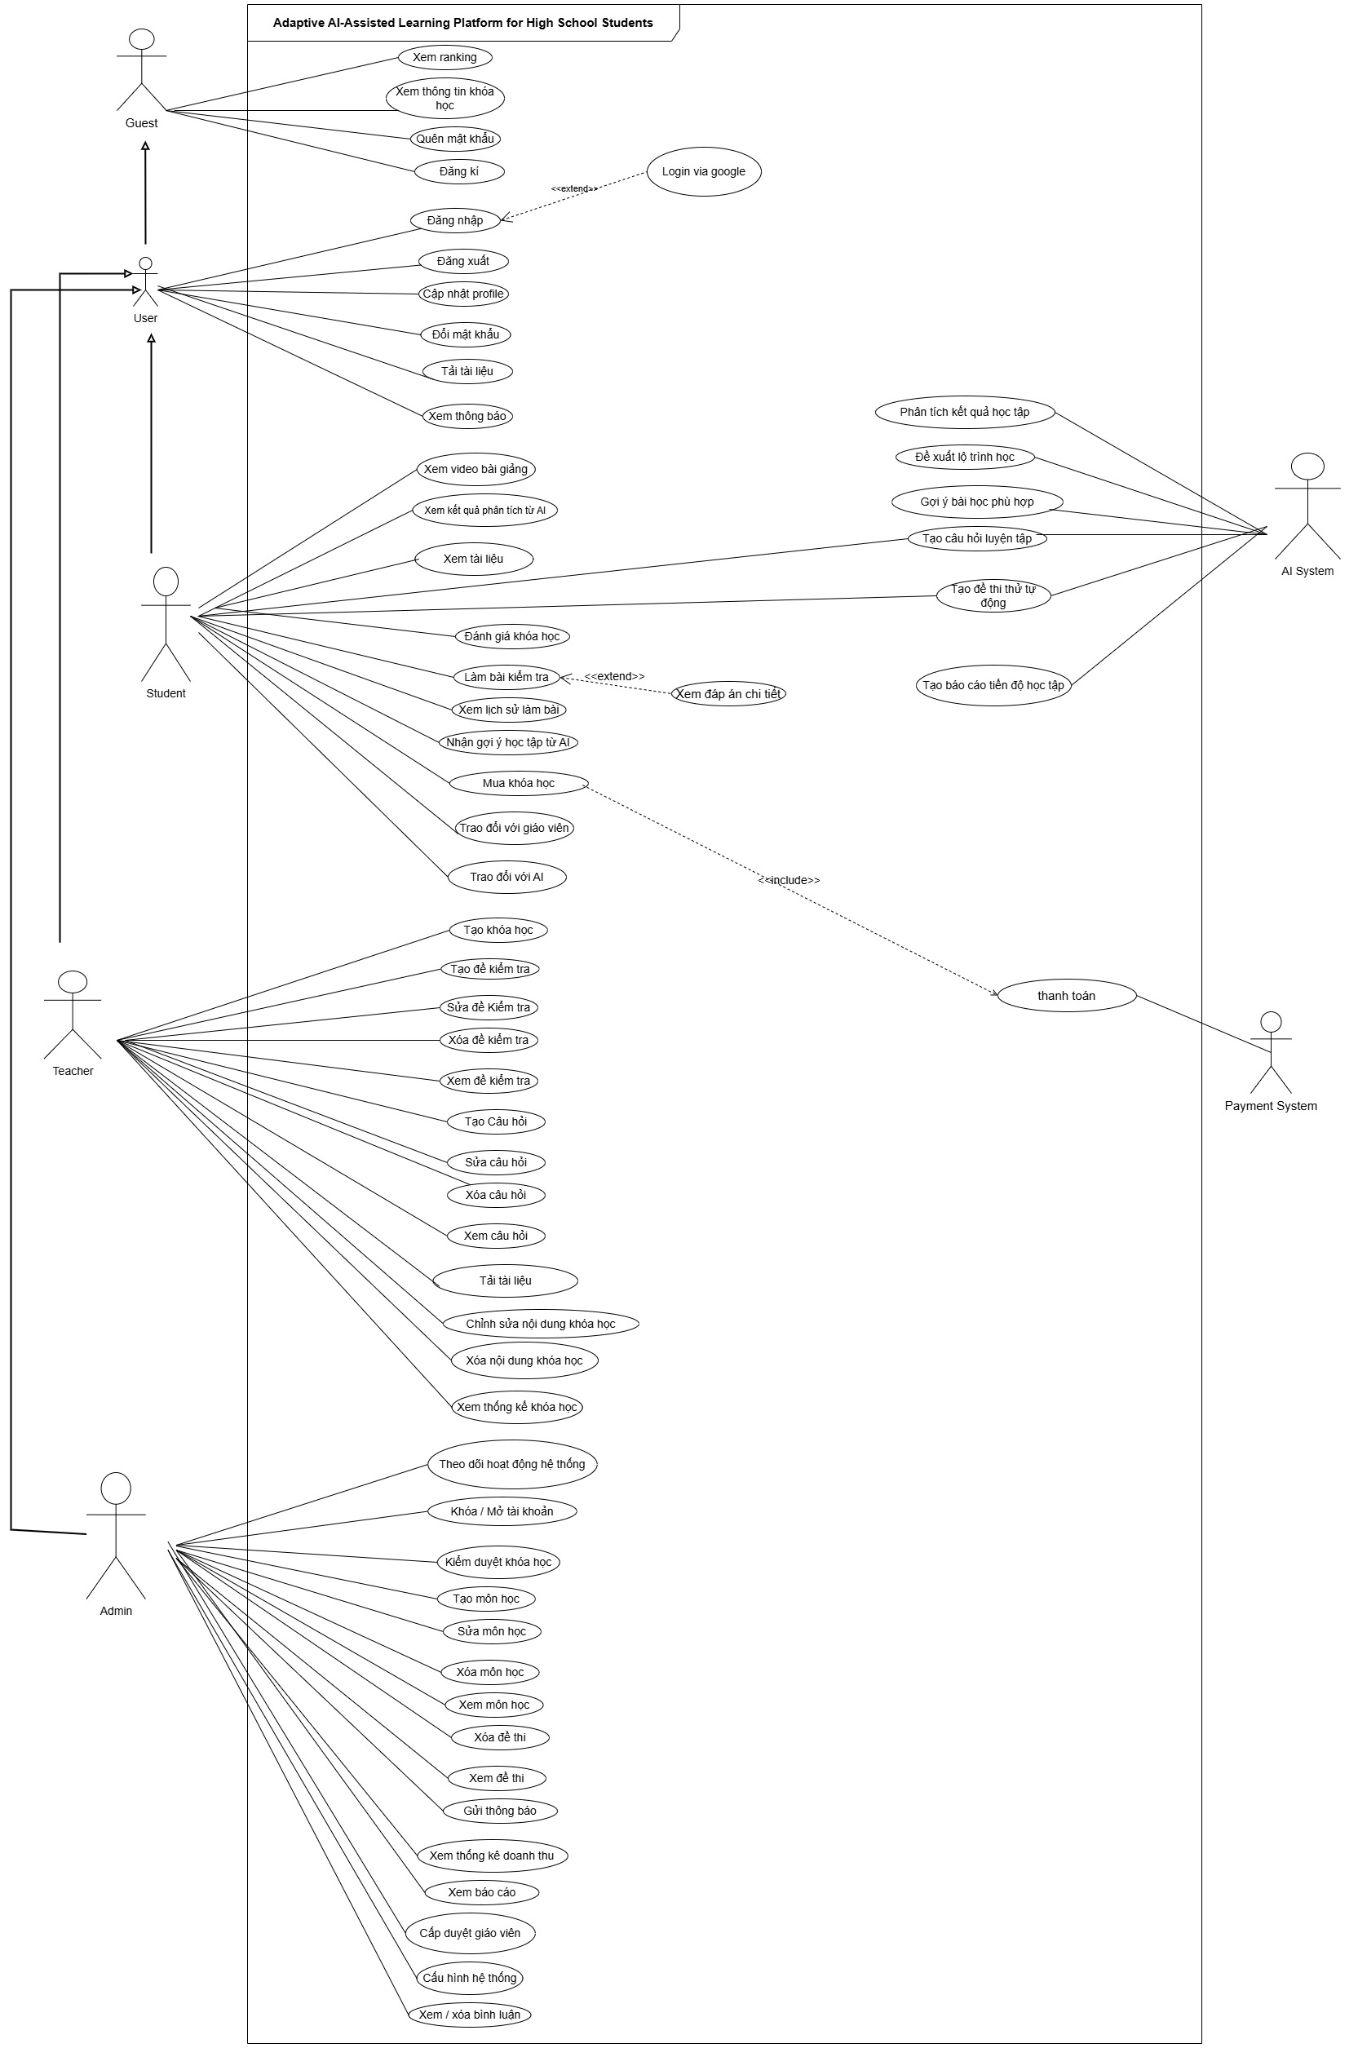 Adaptive AI-Assisted Learning Platform for High School Students
Guest
Xem ranking
Xem thông tin khóa
học
Quên mật khẩu
Đăng kí
Login via google
<<extend>>
Đăng nhập
Đăng xuất
Cập nhật profile
User
Đổi mật khẩu
Tải tài liệu
Xem thông báo
Phân tích kết quả học tập
Đề xuất lộ trình học
Gợi ý bài học phù hợp
Tạo câu hỏi luyện tập
AI System
Tạo đề thi thử tự
động
Tạo báo cáo tiến độ học tập
Xem video bài giảng
Xem kết quả phân tích từ AI
Xem tài liệu
Student
Đánh giá khóa học
Làm bài kiểm tra
<<extend>>
Xem đáp án chi tiết
Xem lịch sử làm bài
Nhận gợi ý học tập từ AI
Mua khóa học
Trao đổi với giáo viên
Trao đổi với AI
<<include>>
thanh toán
Payment System
Teacher
Tạo khóa học
Tạo đề kiểm tra
Sửa đề Kiểm tra
Xóa đề kiểm tra
Xem đề kiểm tra
Tạo Câu hỏi
Sửa câu hỏi
Xóa câu hỏi
Xem câu hỏi
Tải tài liệu
Chỉnh sửa nội dung khóa học
Xóa nội dung khóa học
Xem thống kể khóa học
Admin
Theo dõi hoạt động hệ thống
Khóa / Mở tài khoản
Kiểm duyệt khóa học
Tạo môn học
Sửa môn học
Xóa môn học
Xem môn học
Xóa đề thi
Xem đề thi
Gửi thông báo
Xem thống kê doanh thu
Xem báo cáo
Cấp duyệt giáo viên
Cấu hình hệ thống
Xem / xóa bình luận